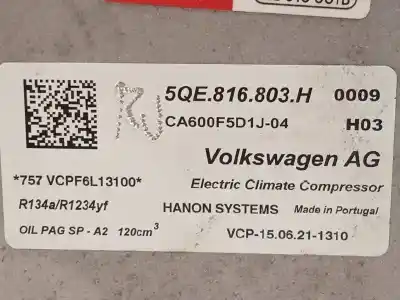 5QE.816.803.H 0009
CA600F5D1J-04 H03
Volkswagen AG
*757 VCPF6L13100* Electric Climate Compressor
R134a/R1234yf HANON SYSTEMS Made in Portugal
OIL PAG SP - A2 120cm³ VCP-15.06.21-1310